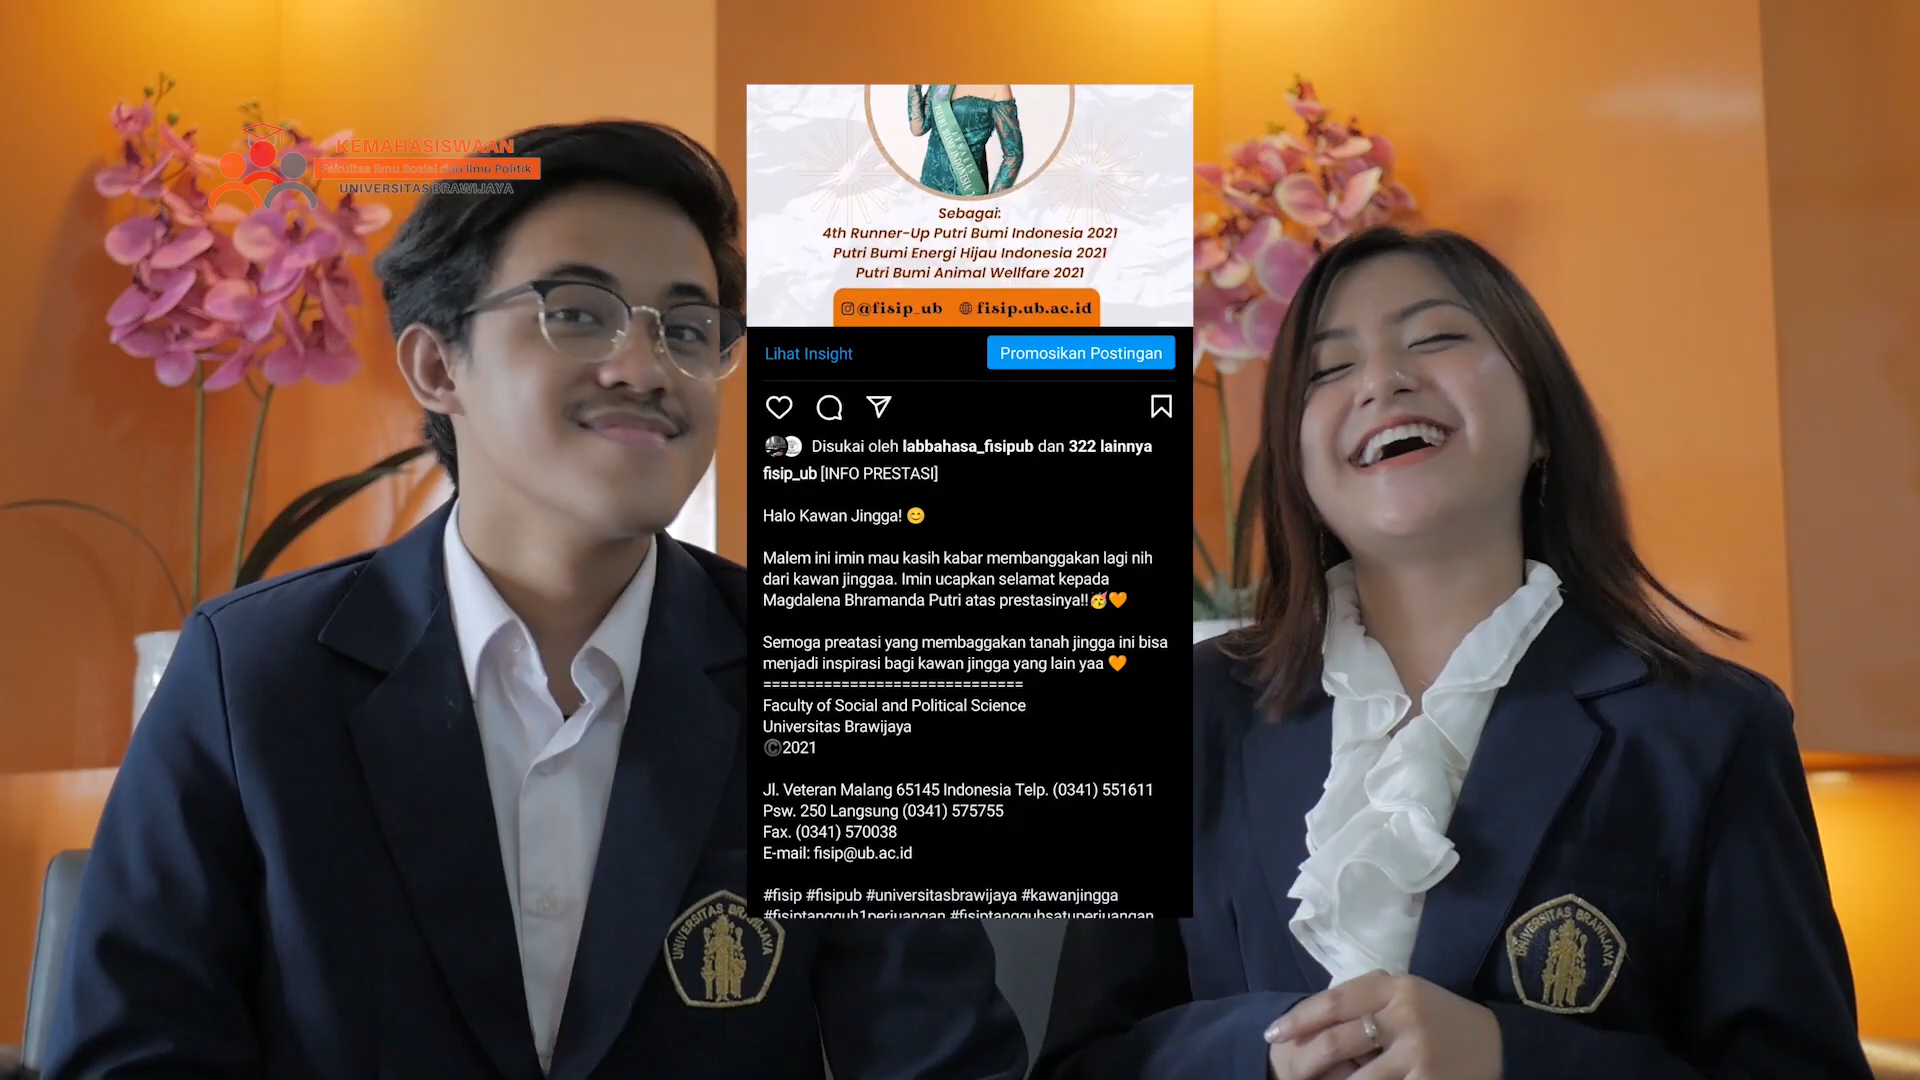 KEMAHASISWAAN
Fakultas Ilmu Sosial dan Ilmu Politik
UNIVERSITAS BRAWIJAYA
Sebagai:
4th Runner-Up Putri Bumi Indonesia 2021
Putri Bumi Energi Hijau Indonesia 2021
Putri Bumi Animal Wellfare 2021
@fisip_ub fisip.ub.ac.id
Lihat Insight Promosikan Postingan
Disukai oleh labbahasa_fisipub dan 322 lainnya
fisip_ub [INFO PRESTASI]
Halo Kawan Jingga! 😊
Malem ini imin mau kasih kabar membanggakan lagi nih
dari kawan jinggaa. Imin ucapkan selamat kepada
Magdalena Bhramanda Putri atas prestasinya!!🥳🧡
Semoga preatasi yang membaggakan tanah jingga ini bisa
menjadi inspirasi bagi kawan jingga yang lain yaa 🧡
==============================
Faculty of Social and Political Science
Universitas Brawijaya
©️2021
Jl. Veteran Malang 65145 Indonesia Telp. (0341) 551611
Psw. 250 Langsung (0341) 575755
Fax. (0341) 570038
E-mail: fisip@ub.ac.id
#fisip #fisipub #universitasbrawijaya #kawanjingga
#fisiptangguh1perjuangan #fisiptangguhsatuperjuangan
UNIVERSITAS BRAWIJAYA
UNIVERSITAS BRAWIJAYA